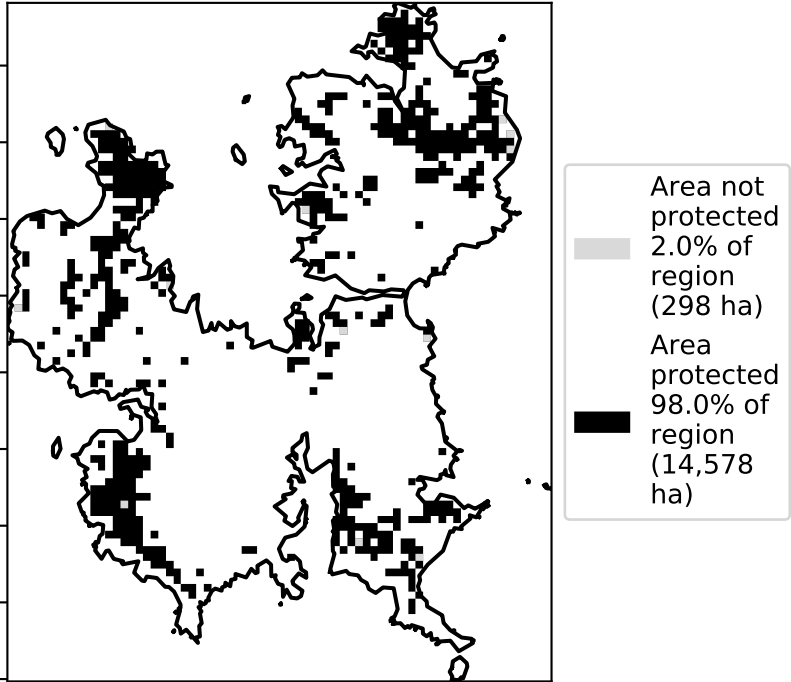 Area not
protected
2.0% of
region
(298 ha)
Area
protected
98.0% of
region
(14,578
ha)